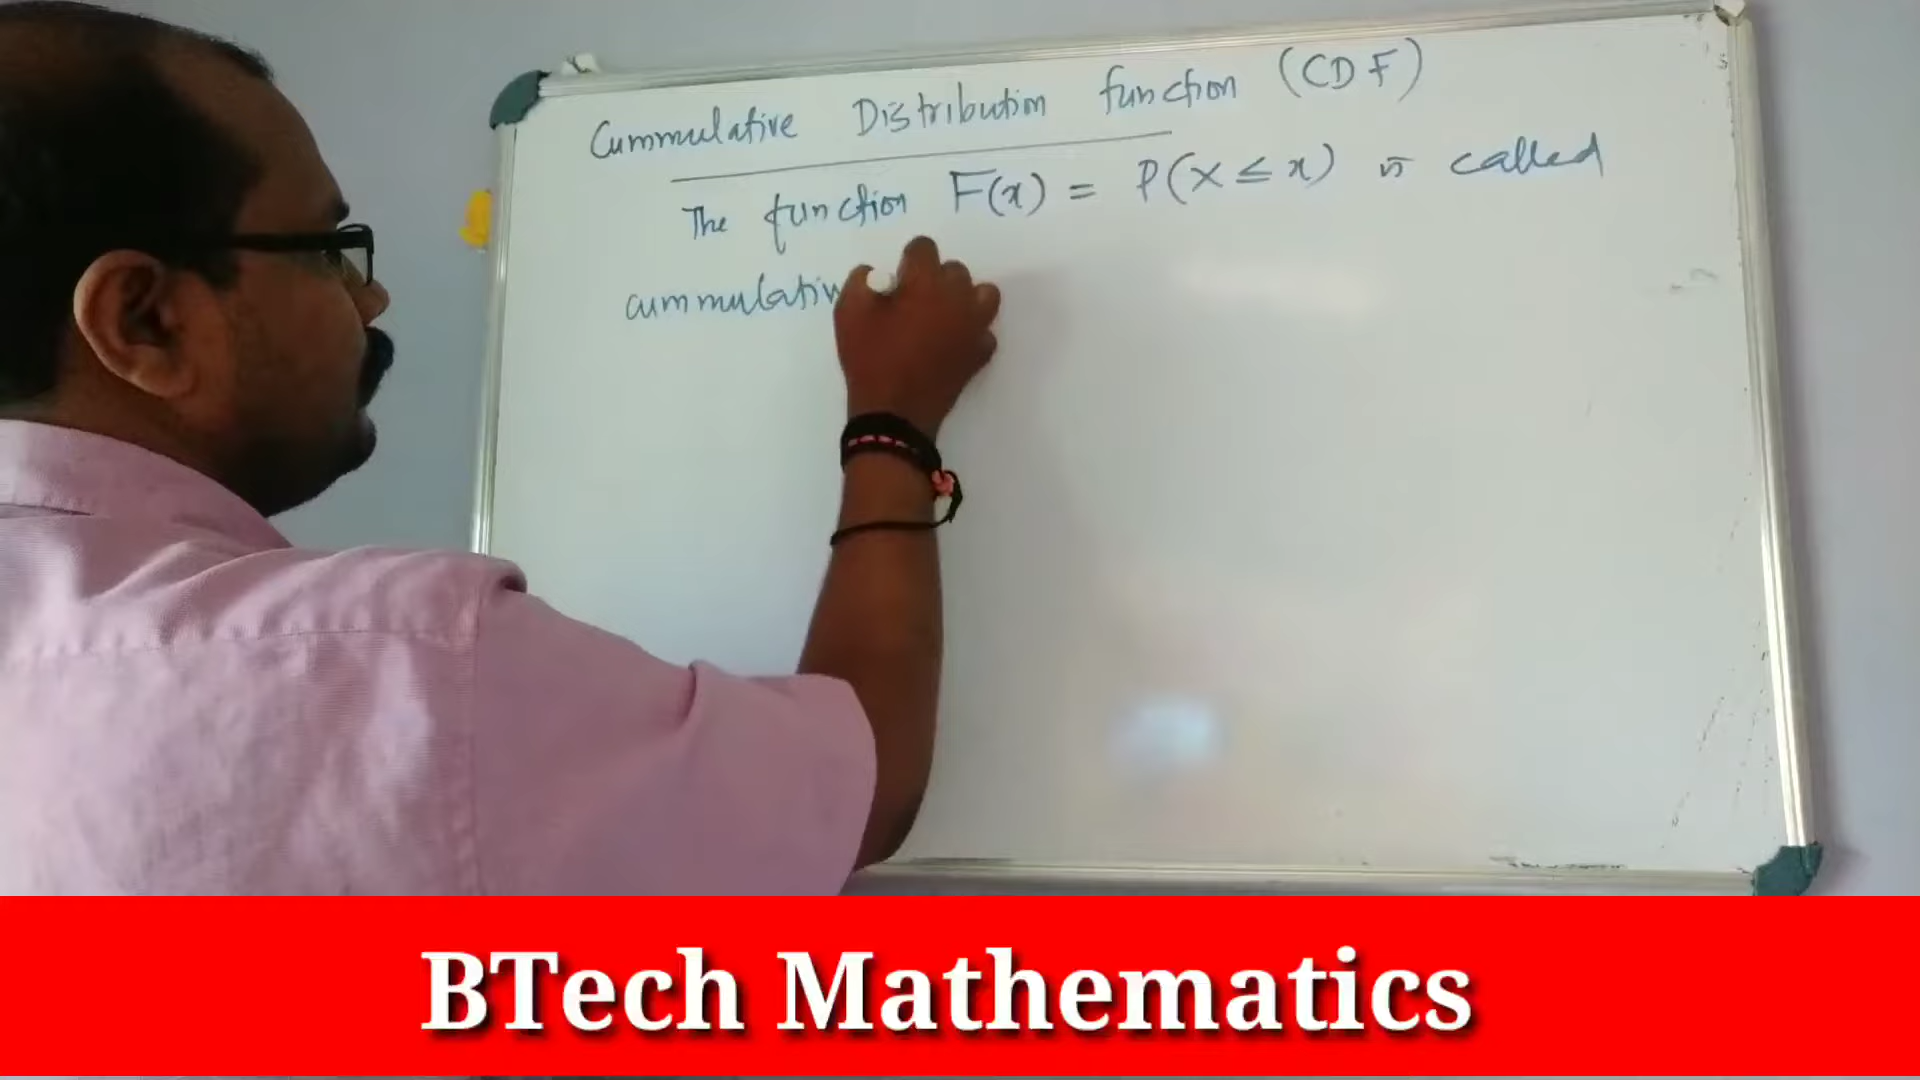 Cummulative Distribution function (CDF)
The function F(x) = P(X ≤ x) is called
cummulativ
BTech Mathematics